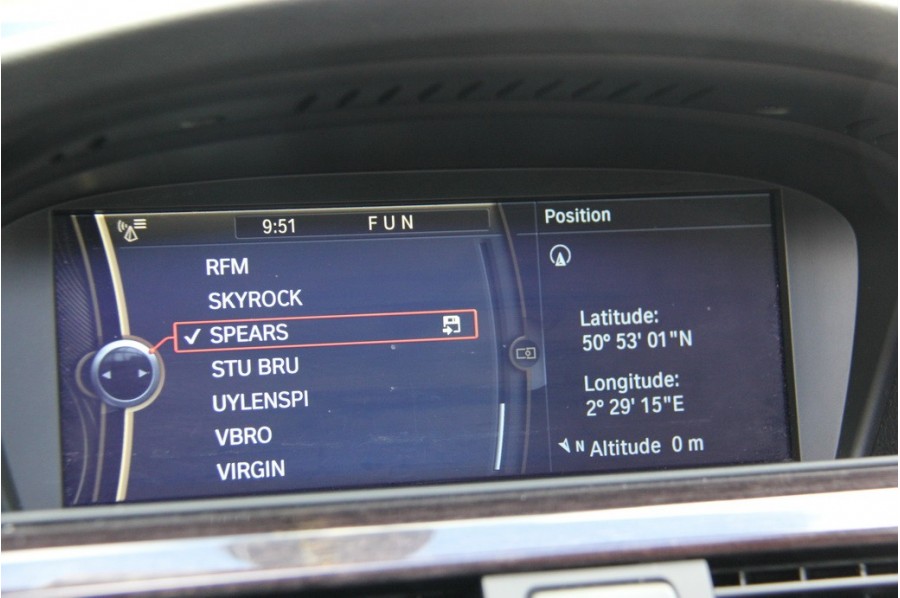 9:51 FUN
RFM
SKYROCK
SPEARS
STU BRU
UYLENSPI
VBRO
VIRGIN
Position
Latitude:
50° 53' 01"N
Longitude:
2° 29' 15"E
N Altitude 0 m